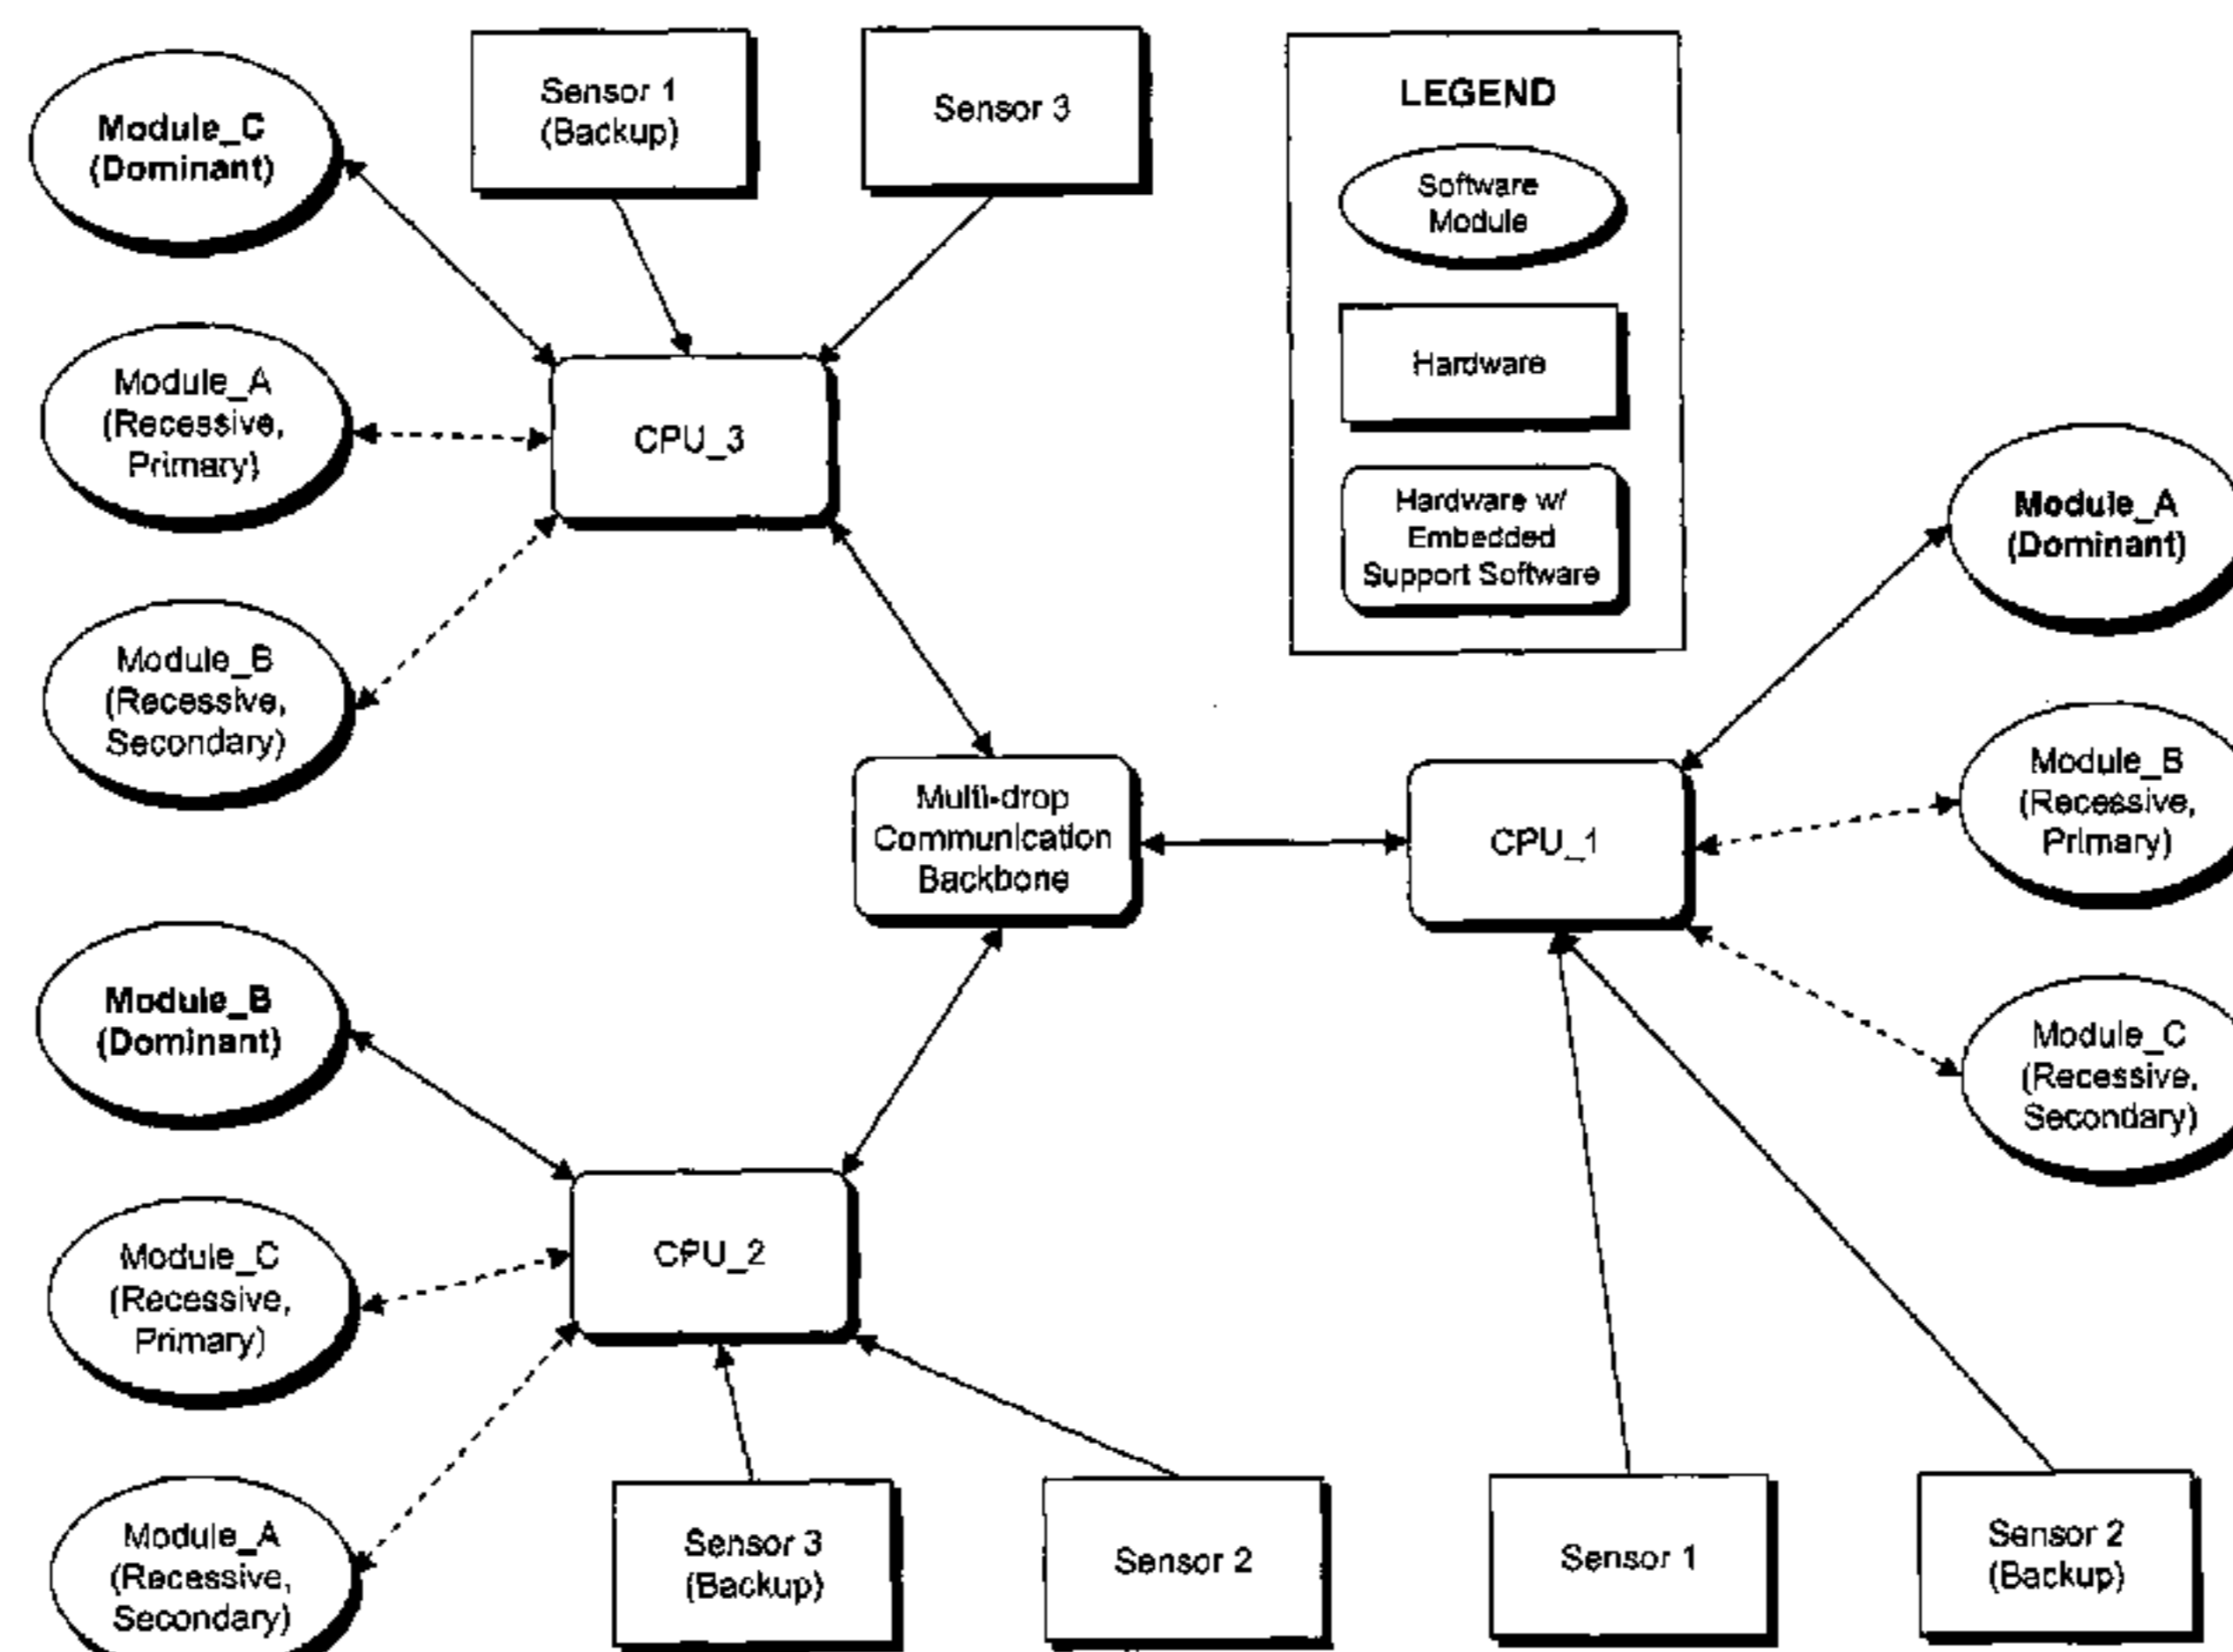 Module_C
(Dominant)
Sensor 1
(Backup)
Sensor 3
LEGEND
Software
Module
Hardware
Hardware w/
Embedded
Support Software
Module_A
(Recessive,
Primary)
CPU_3
Module_B
(Recessive,
Secondary)
Module_A
(Dominant)
Multi-drop
Communication
Backbone
CPU_1
Module_B
(Recessive,
Primary)
Module_C
(Recessive,
Secondary)
Module_B
(Dominant)
CPU_2
Module_C
(Recessive,
Primary)
Module_A
(Recessive,
Secondary)
Sensor 3
(Backup)
Sensor 2
Sensor 1
Sensor 2
(Backup)